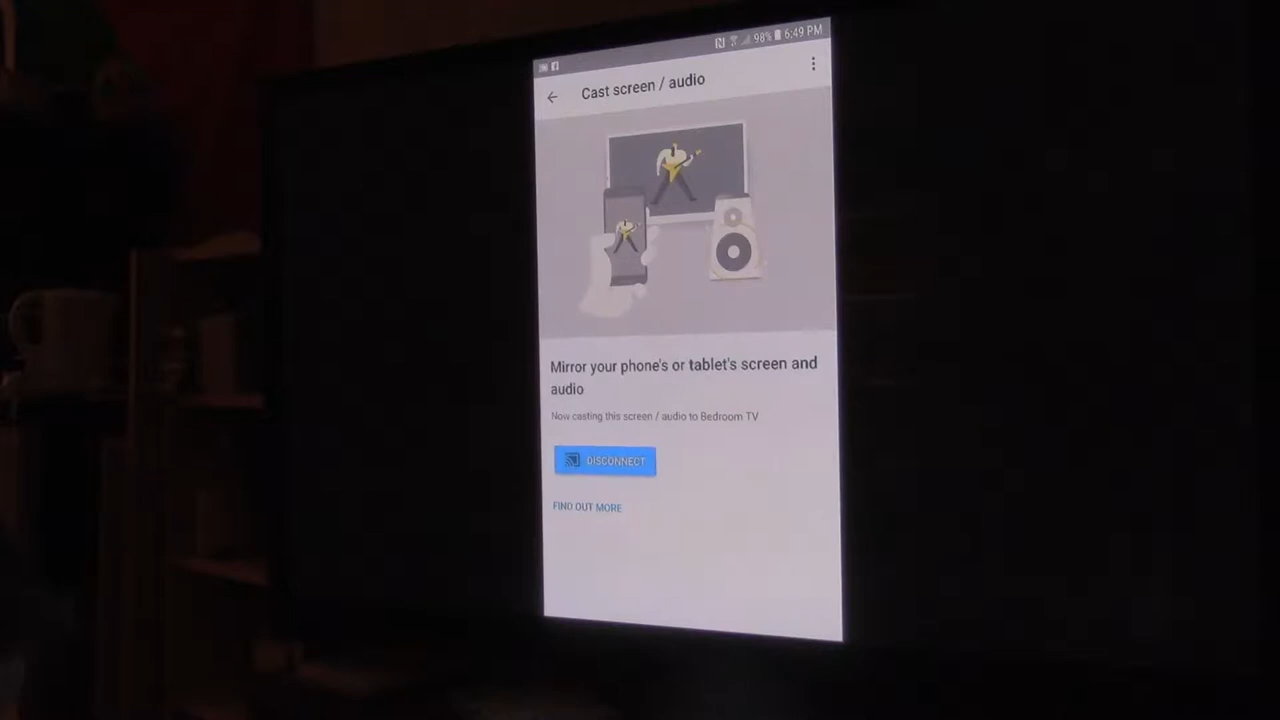 98% 6:49 PM
Cast screen / audio
Mirror your phone's or tablet's screen and
audio
Now casting this screen / audio to Bedroom TV
DISCONNECT
FIND OUT MORE